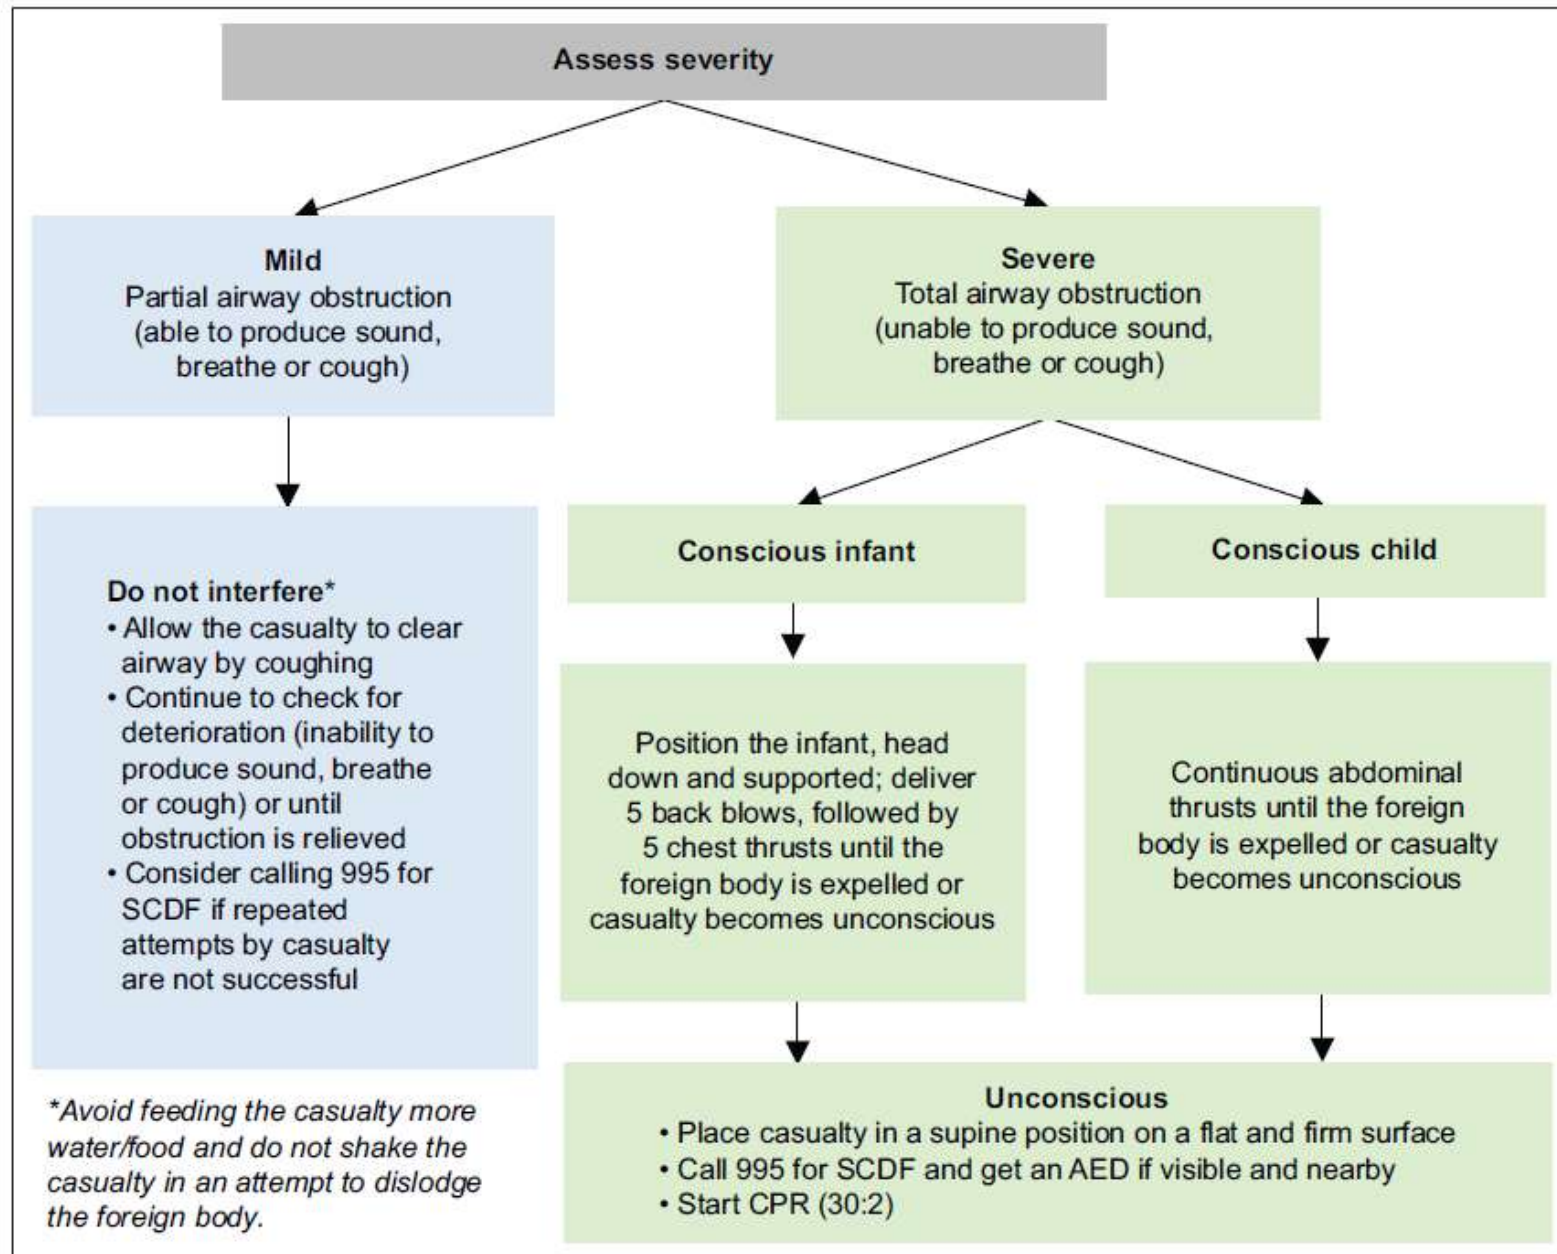 Assess severity
Mild
Partial airway obstruction
(able to produce sound,
breathe or cough)
Severe
Total airway obstruction
(unable to produce sound,
breathe or cough)
Do not interfere*
• Allow the casualty to clear
airway by coughing
• Continue to check for
deterioration (inability to
produce sound, breathe
or cough) or until
obstruction is relieved
• Consider calling 995 for
SCDF if repeated
attempts by casualty
are not successful
*Avoid feeding the casualty more
water/food and do not shake the
casualty in an attempt to dislodge
the foreign body.
Conscious infant
Position the infant, head
down and supported; deliver
5 back blows, followed by
5 chest thrusts until the
foreign body is expelled or
casualty becomes unconscious
Conscious child
Continuous abdominal
thrusts until the foreign
body is expelled or casualty
becomes unconscious
Unconscious
• Place casualty in a supine position on a flat and firm surface
• Call 995 for SCDF and get an AED if visible and nearby
• Start CPR (30:2)